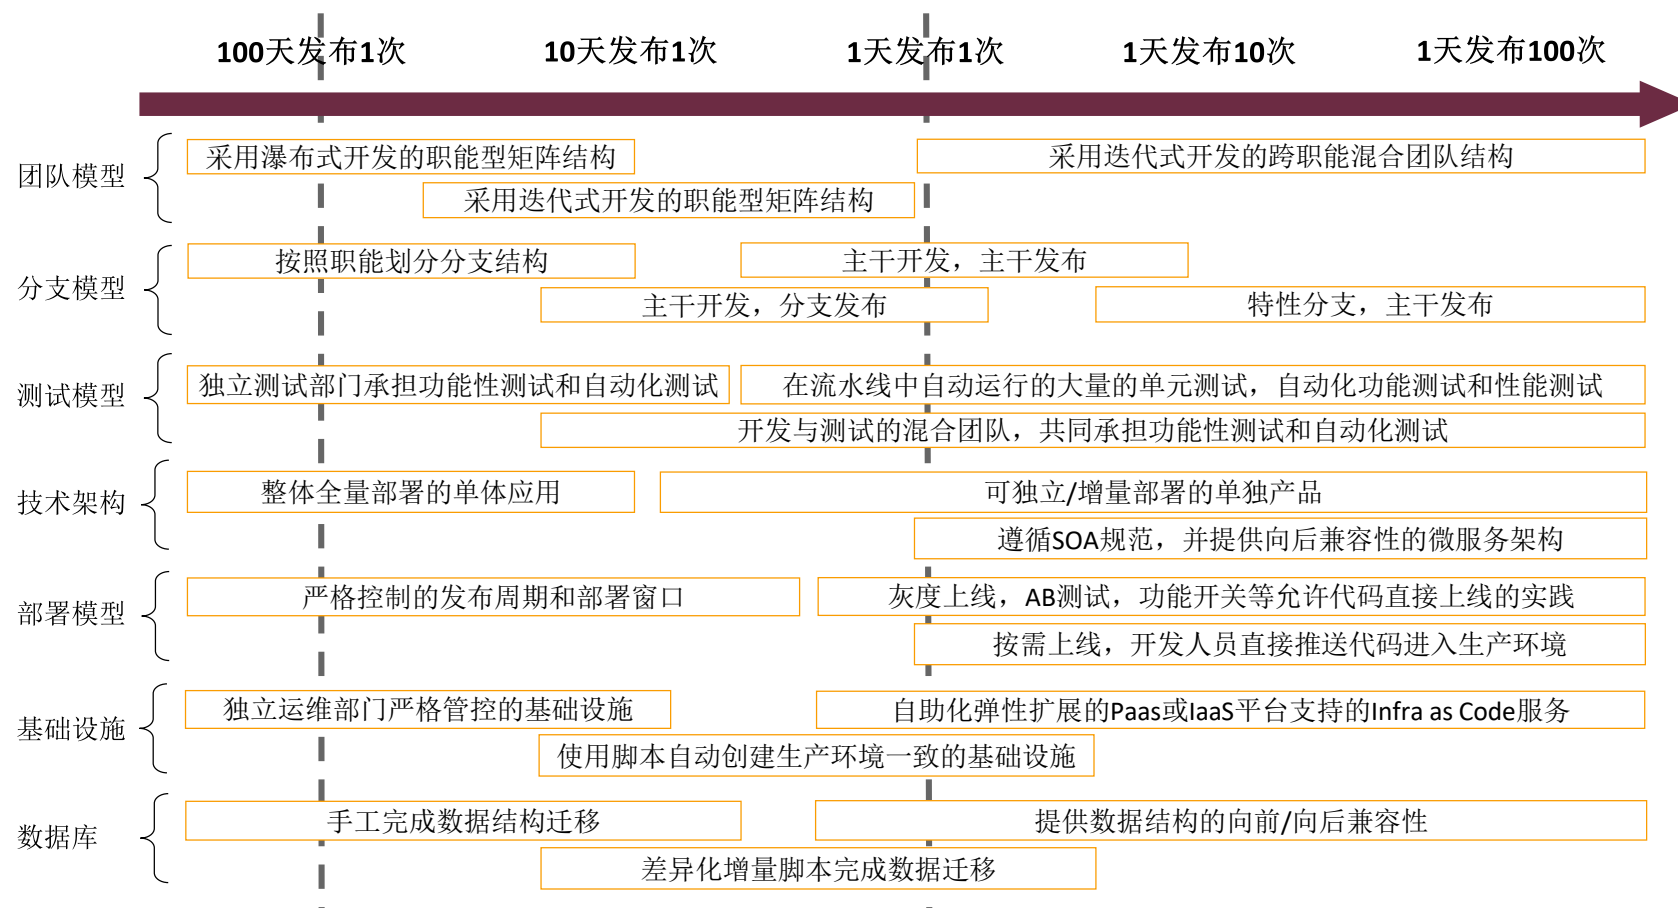 100天发布1次
10天发布1次
1天发布1次
1天发布10次
1天发布100次
团队模型
采用瀑布式开发的职能型矩阵结构
采用迭代式开发的跨职能混合团队结构
采用迭代式开发的职能型矩阵结构
分支模型
按照职能划分分支结构
主干开发，主干发布
主干开发，分支发布
特性分支，主干发布
测试模型
独立测试部门承担功能性测试和自动化测试
在流水线中自动运行的大量的单元测试，自动化功能测试和性能测试
开发与测试的混合团队，共同承担功能性测试和自动化测试
技术架构
整体全量部署的单体应用
可独立/增量部署的单独产品
遵循SOA规范，并提供向后兼容性的微服务架构
部署模型
严格控制的发布周期和部署窗口
灰度上线，AB测试，功能开关等允许代码直接上线的实践
按需上线，开发人员直接推送代码进入生产环境
基础设施
独立运维部门严格管控的基础设施
自助化弹性扩展的Paas或IaaS平台支持的Infra as Code服务
使用脚本自动创建生产环境一致的基础设施
数据库
手工完成数据结构迁移
提供数据结构的向前/向后兼容性
差异化增量脚本完成数据迁移